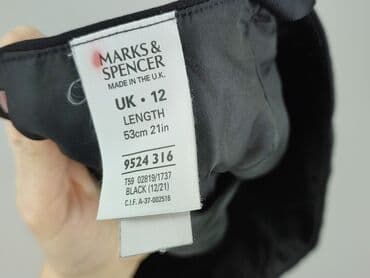 MARKS &
SPENCER
MADE IN THE U.K.
UK · 12
LENGTH
53cm 21in
9524 316
T59 02819/1737
BLACK (12/21)
C.I.F. A-37-002516